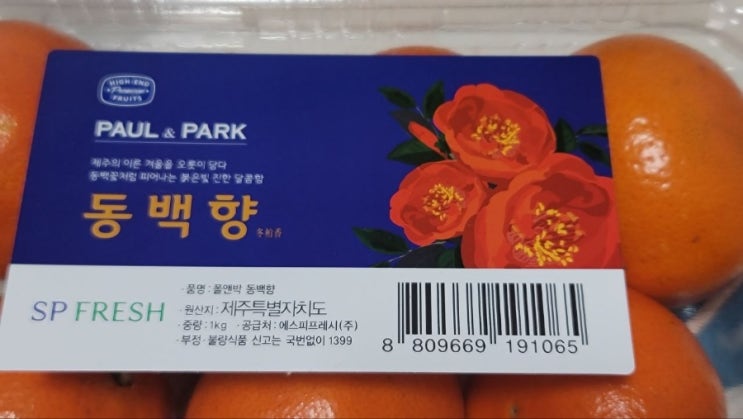 HIGH-END
Premium
FRUITS
PAUL & PARK
제주의 이른 겨울을 오롯이 담다
동백꽃처럼 피어나는 붉은빛 진한 달콤함
동백향
冬柏香
SP FRESH
· 품명 : 폴앤박 동백향
· 원산지 : 제주특별자치도
· 중량 : 1kg · 공급처 : 에스피프레시(주)
· 부정·불량식품 신고는 국번없이 1399
8 809669 191065